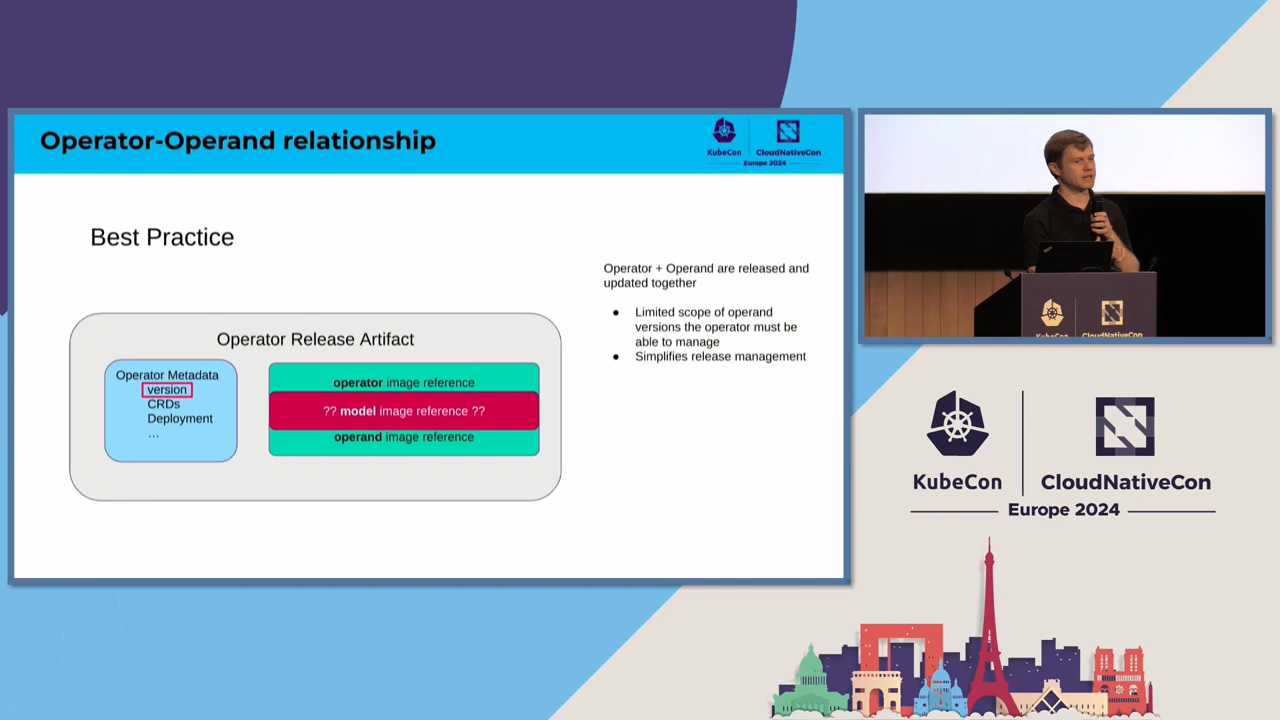 Operator-Operand relationship
KubeCon
CloudNativeCon
Europe 2024
Best Practice
Operator Release Artifact
Operator Metadata
version
CRDs
Deployment
...
operator image reference
?? model image reference ??
operand image reference
Operator + Operand are released and
updated together
● Limited scope of operand
versions the operator must be
able to manage
● Simplifies release management
KubeCon
CloudNativeCon
KubeCon
CloudNativeCon
Europe 2024